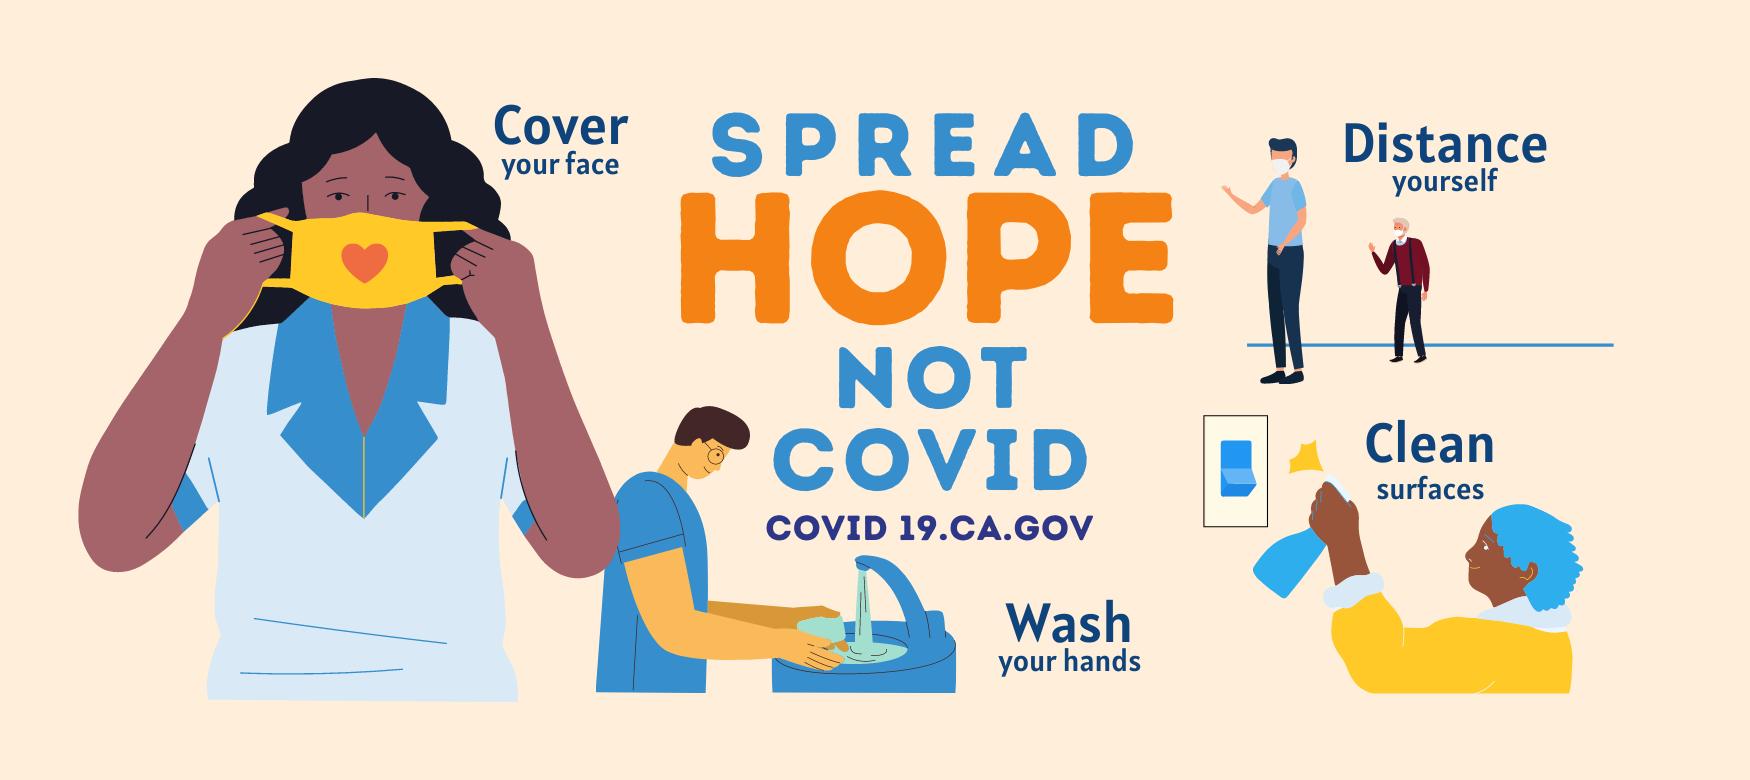 Cover
your face
SPREAD
HOPE
NOT
COVID
COVID 19.CA.GOV
Distance
yourself
Clean
surfaces
Wash
your hands